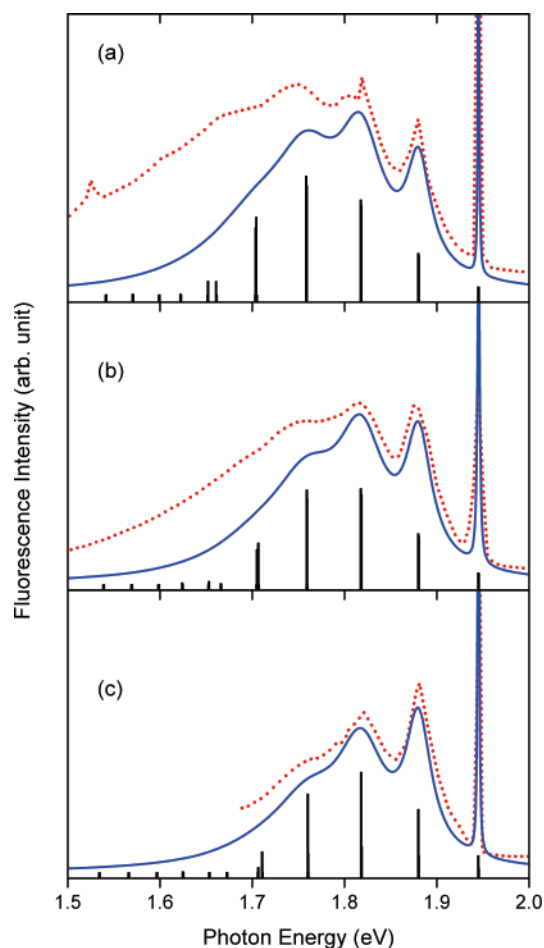 (a)
(b)
(c)
Fluorescence Intensity (arb. unit)
1.5 1.6 1.7 1.8 1.9 2.0
Photon Energy (eV)